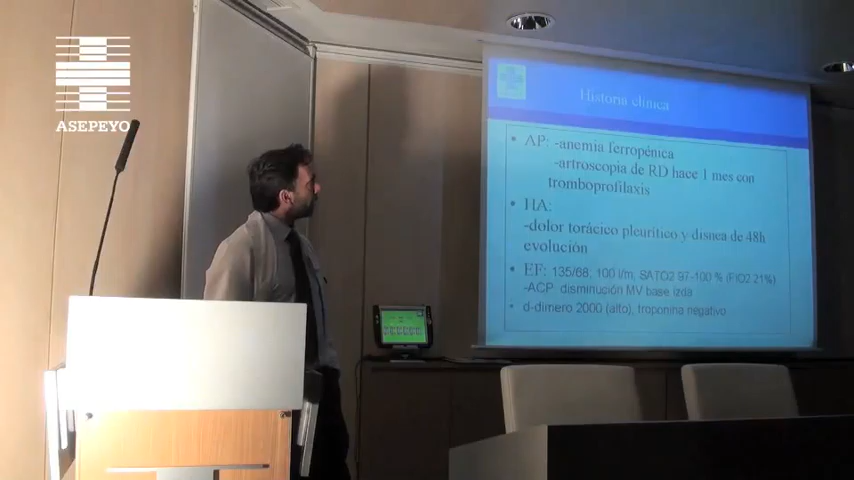 ASEPEYO
Historia clínica
• AP: -anemia ferropénica
-artroscopia de RD hace 1 mes con
tromboprofilaxis
• HA:
-dolor torácico pleurítico y disnea de 48h
evolución
• EF: 135/68, 100 l/m, SATO2 97-100 % (FIO2 21%)
-ACP disminución MV base izda
• d-dimero 2000 (alto), troponina negativo